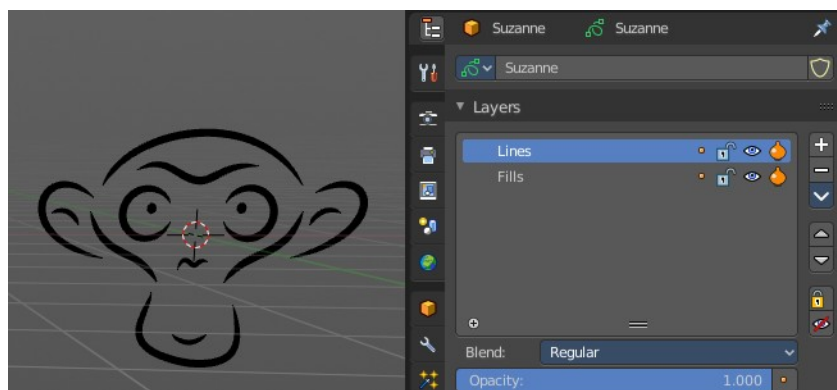 Suzanne Suzanne
Suzanne
Layers
Lines
Fills
Blend: Regular
Opacity: 1.000